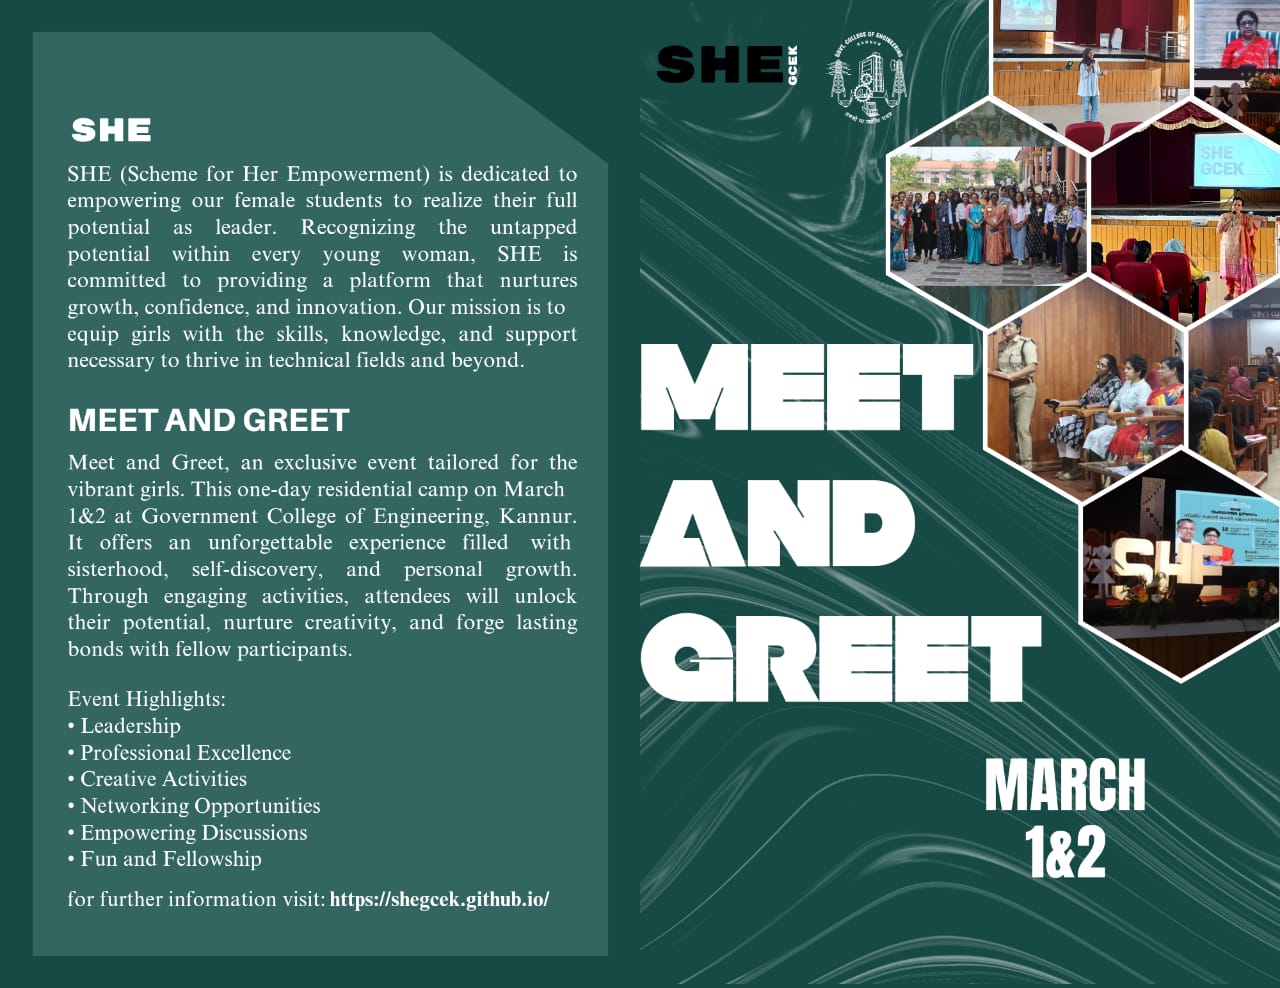 SHE
SHE (Scheme for Her Empowerment) is dedicated to
empowering our female students to realize their full
potential as leader. Recognizing the untapped
potential within every young woman, SHE is
committed to providing a platform that nurtures
growth, confidence, and innovation. Our mission is to
equip girls with the skills, knowledge, and support
necessary to thrive in technical fields and beyond.
MEET AND GREET
Meet and Greet, an exclusive event tailored for the
vibrant girls. This one-day residential camp on March
1&2 at Government College of Engineering, Kannur.
It offers an unforgettable experience filled with
sisterhood, self-discovery, and personal growth.
Through engaging activities, attendees will unlock
their potential, nurture creativity, and forge lasting
bonds with fellow participants.
Event Highlights:
• Leadership
• Professional Excellence
• Creative Activities
• Networking Opportunities
• Empowering Discussions
• Fun and Fellowship
for further information visit: https://shegcek.github.io/
SHE GCEK
GOVT. COLLEGE OF ENGINEERING
KANNUR
SHE
GCEK
SHE
MEET
AND
GREET
MARCH
1&2